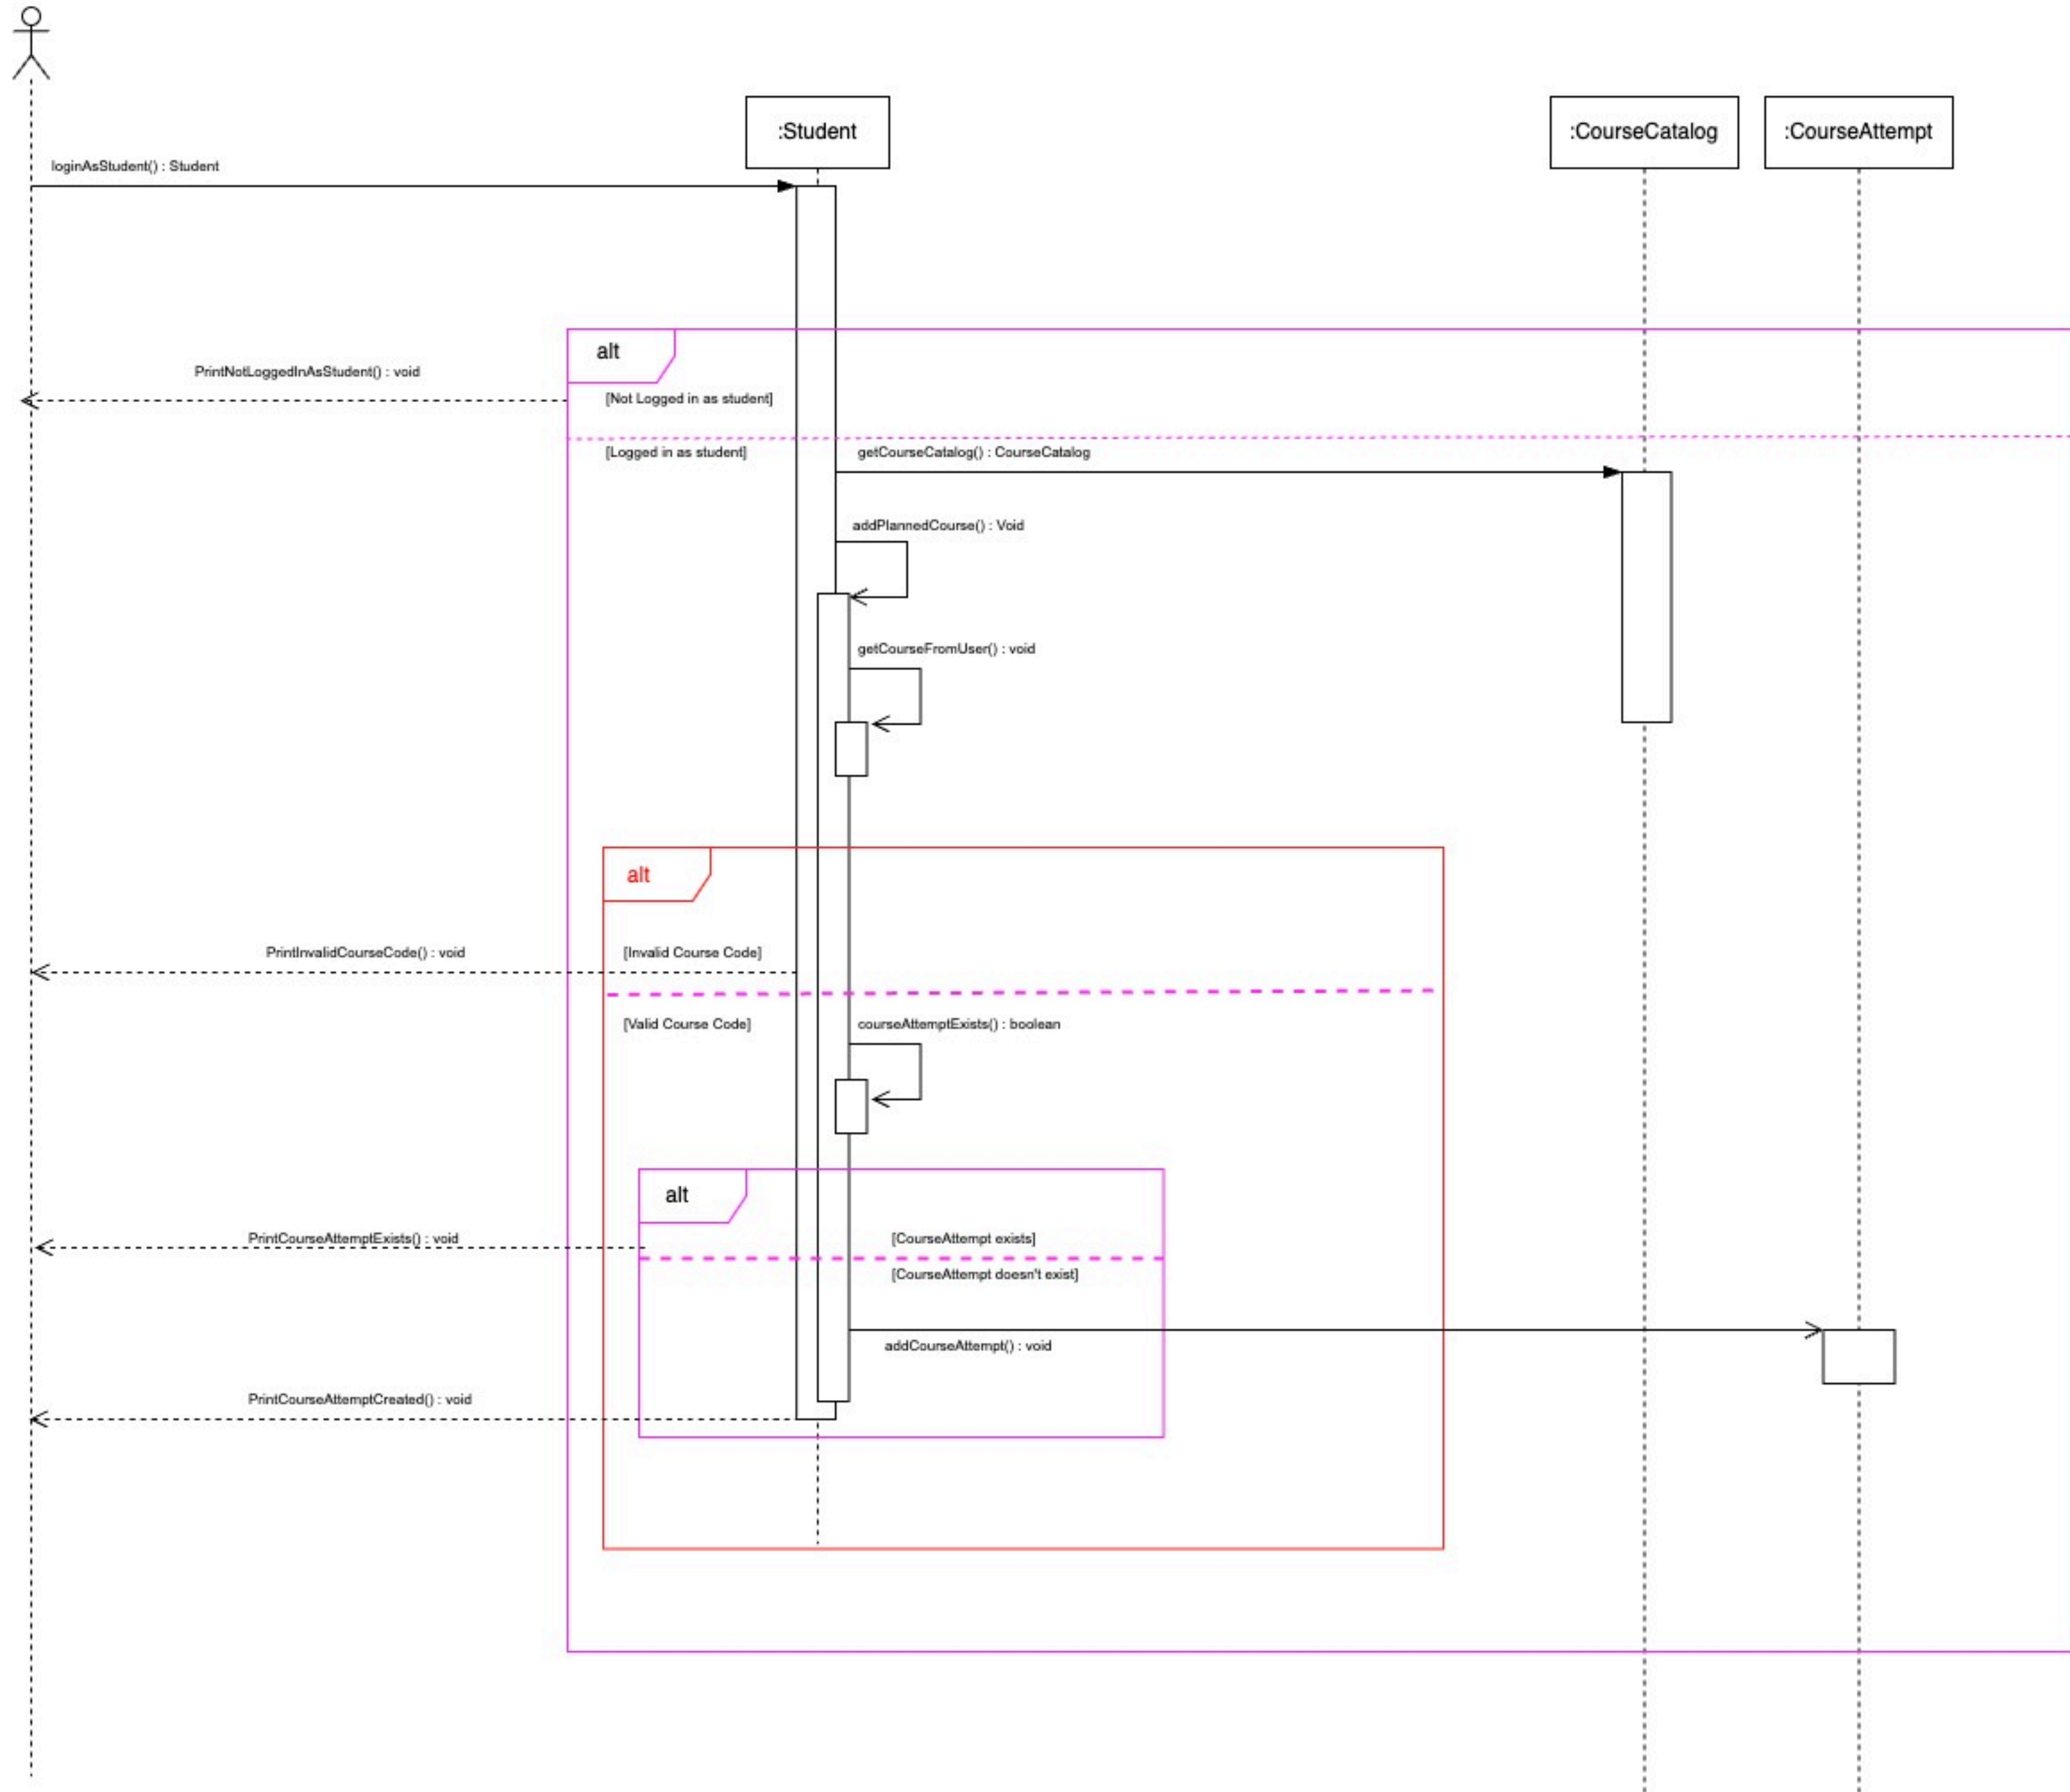 :Student
:CourseCatalog
:CourseAttempt
loginAsStudent() : Student
alt
PrintNotLoggedInAsStudent() : void
[Not Logged in as student]
[Logged in as student]
getCourseCatalog() : CourseCatalog
addPlannedCourse() : Void
getCourseFromUser() : void
alt
PrintInvalidCourseCode() : void
[Invalid Course Code]
[Valid Course Code]
courseAttemptExists() : boolean
alt
PrintCourseAttemptExists() : void
[CourseAttempt exists]
[CourseAttempt doesn't exist]
addCourseAttempt() : void
PrintCourseAttemptCreated() : void